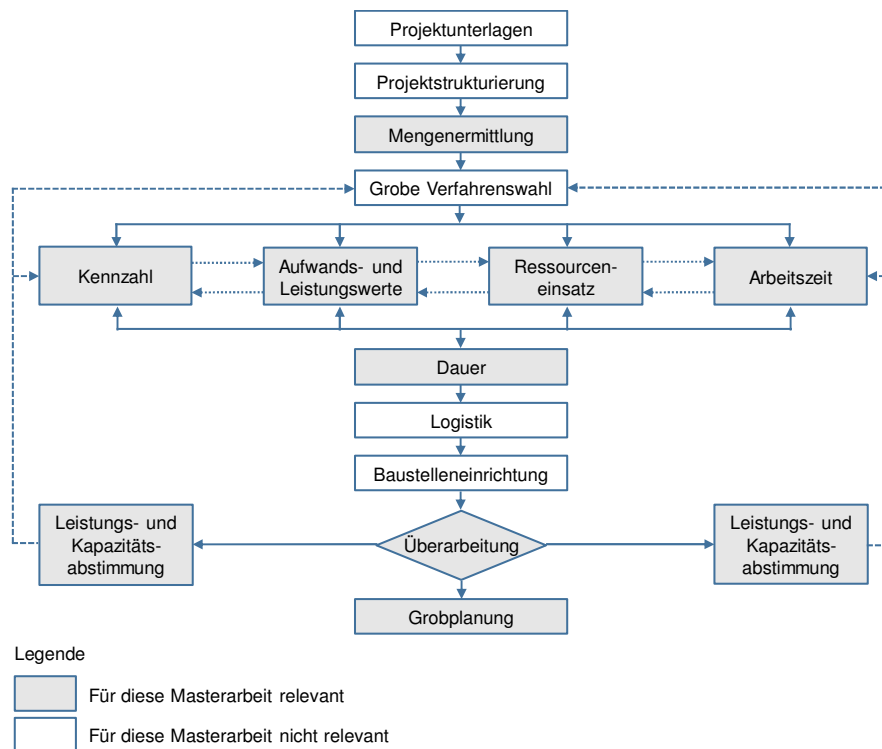 Projektunterlagen
Projektstrukturierung
Mengenermittlung
Grobe Verfahrenswahl
Kennzahl
Aufwands- und
Leistungswerte
Ressourcen-
einsatz
Arbeitszeit
Dauer
Logistik
Baustelleneinrichtung
Leistungs- und
Kapazitäts-
abstimmung
Überarbeitung
Leistungs- und
Kapazitäts-
abstimmung
Grobplanung
Legende
Für diese Masterarbeit relevant
Für diese Masterarbeit nicht relevant